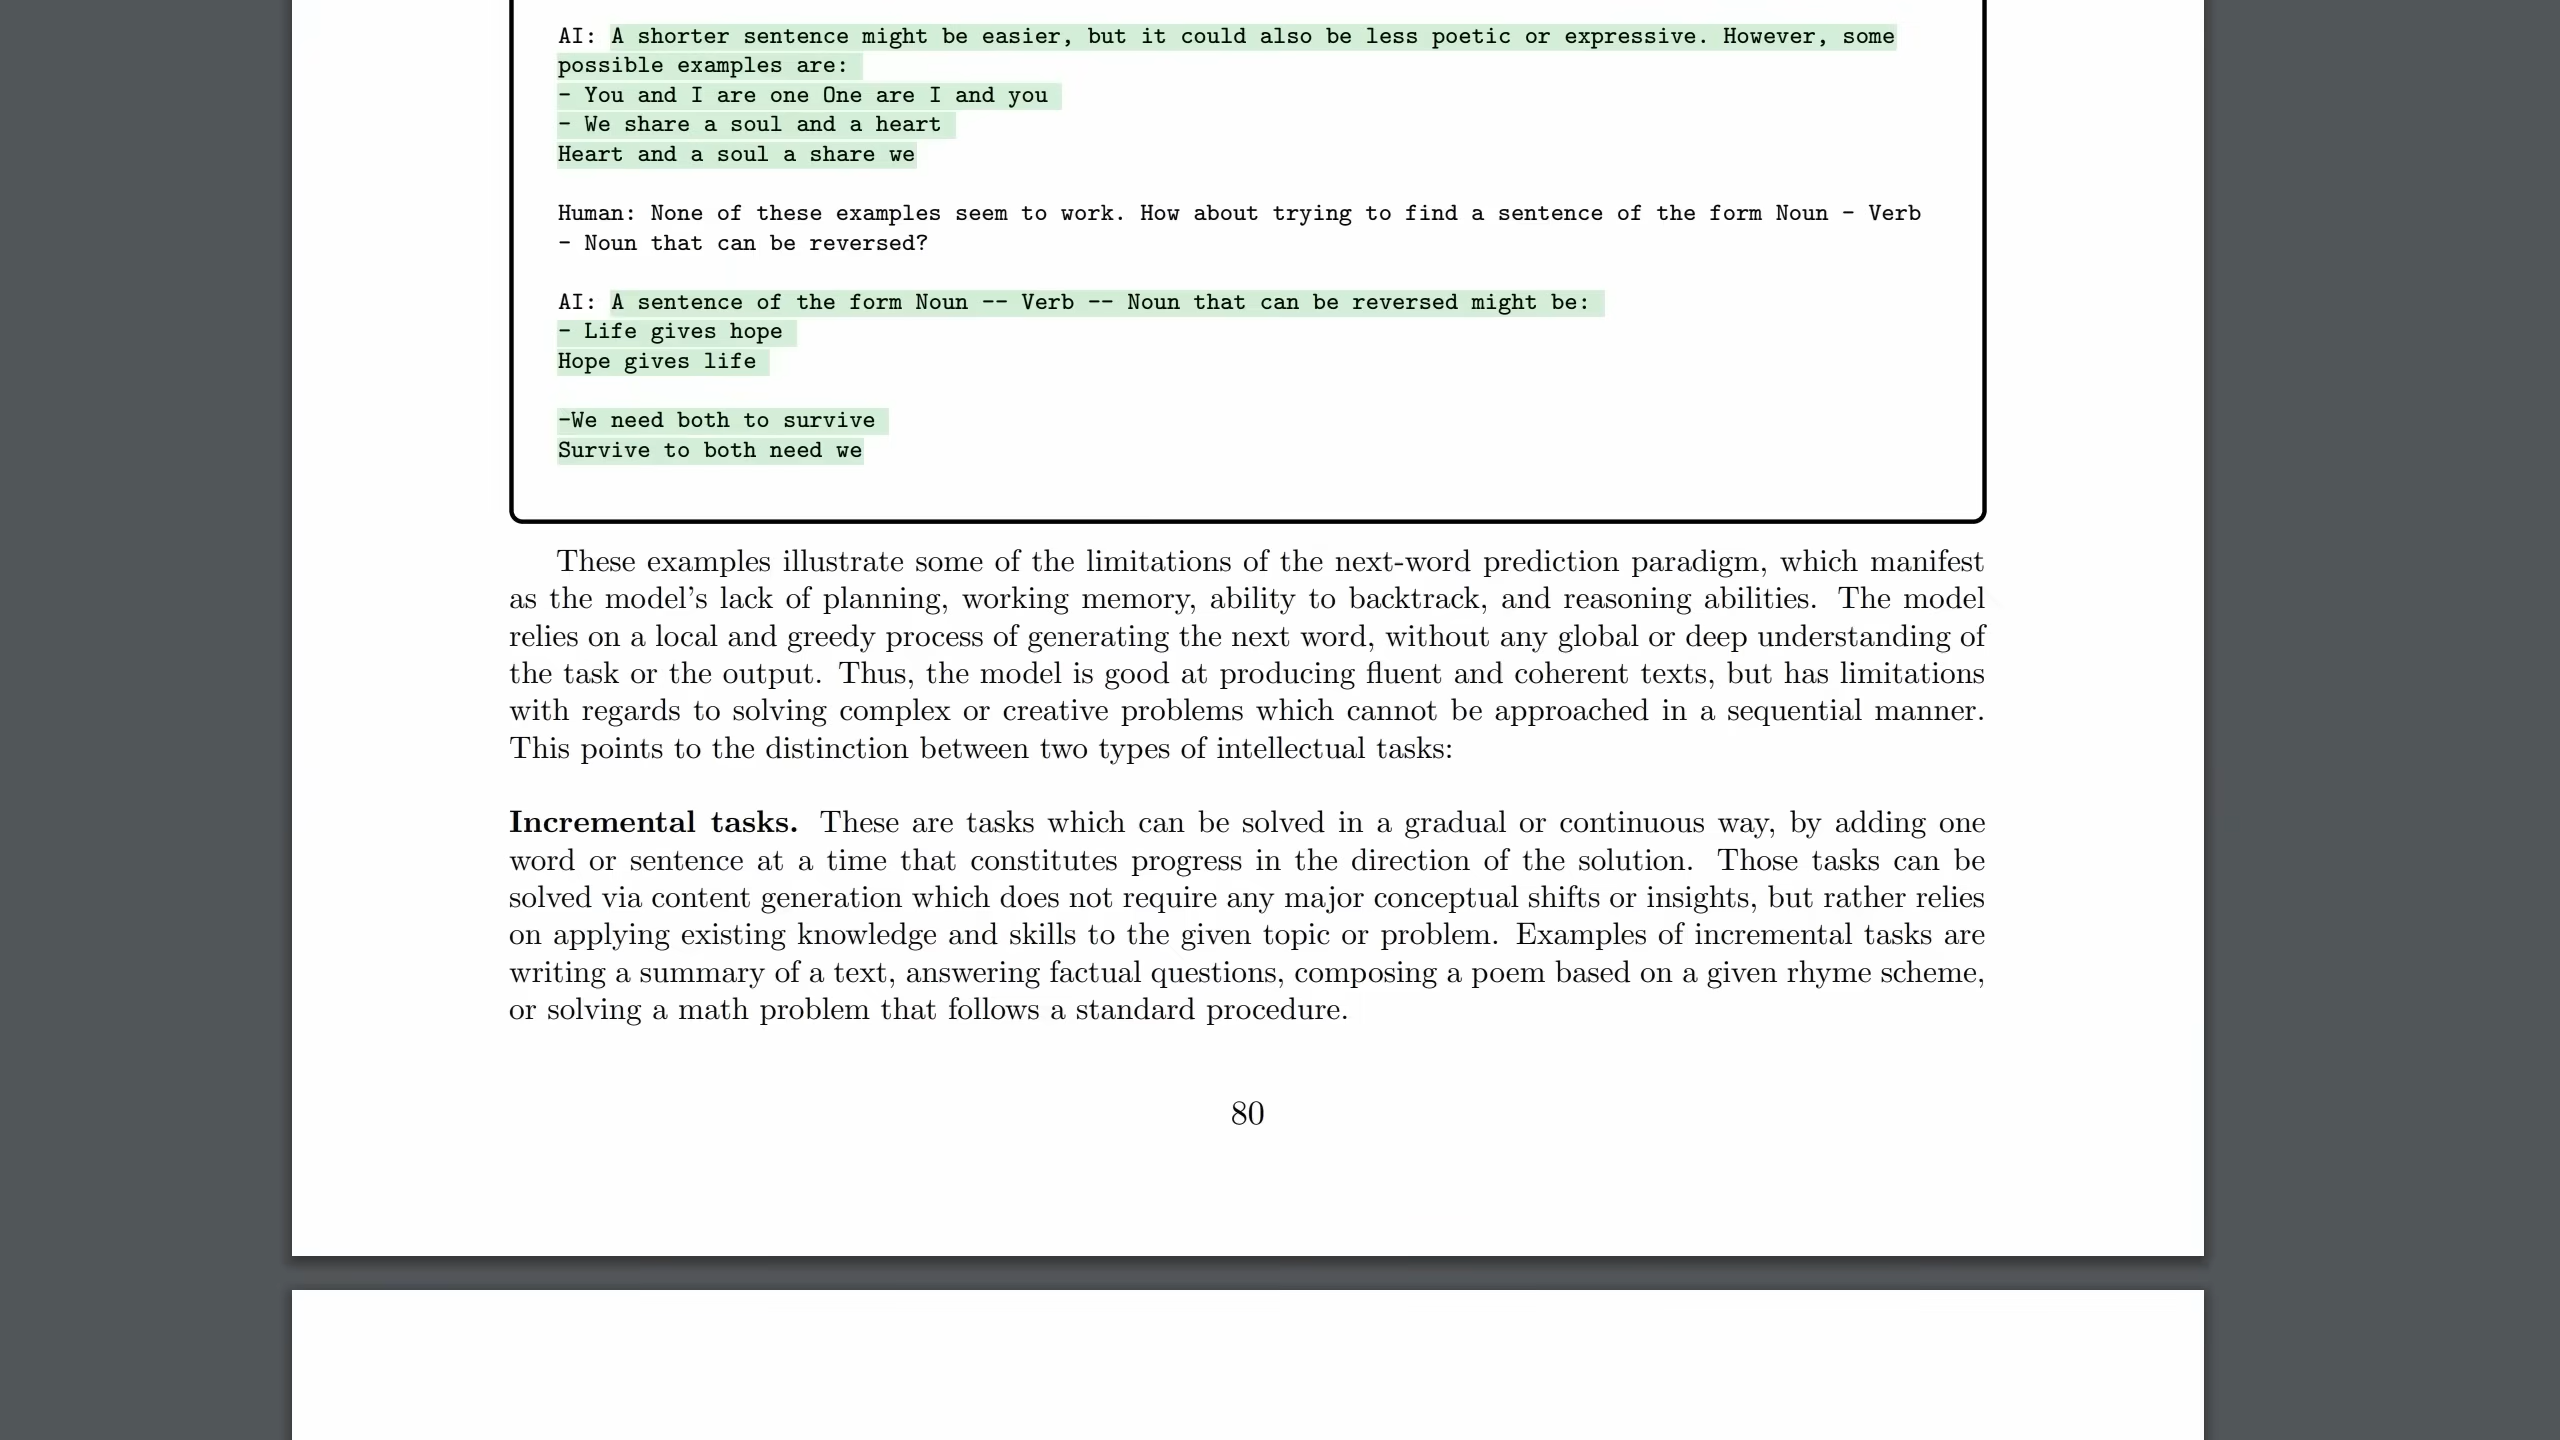 AI: A shorter sentence might be easier, but it could also be less poetic or expressive. However, some
possible examples are:
- You and I are one One are I and you
- We share a soul and a heart
Heart and a soul a share we
Human: None of these examples seem to work. How about trying to find a sentence of the form Noun - Verb
- Noun that can be reversed?
AI: A sentence of the form Noun -- Verb -- Noun that can be reversed might be:
- Life gives hope
Hope gives life
-We need both to survive
Survive to both need we
These examples illustrate some of the limitations of the next-word prediction paradigm, which manifest
as the model's lack of planning, working memory, ability to backtrack, and reasoning abilities. The model
relies on a local and greedy process of generating the next word, without any global or deep understanding of
the task or the output. Thus, the model is good at producing fluent and coherent texts, but has limitations
with regards to solving complex or creative problems which cannot be approached in a sequential manner.
This points to the distinction between two types of intellectual tasks:
Incremental tasks. These are tasks which can be solved in a gradual or continuous way, by adding one
word or sentence at a time that constitutes progress in the direction of the solution. Those tasks can be
solved via content generation which does not require any major conceptual shifts or insights, but rather relies
on applying existing knowledge and skills to the given topic or problem. Examples of incremental tasks are
writing a summary of a text, answering factual questions, composing a poem based on a given rhyme scheme,
or solving a math problem that follows a standard procedure.
80